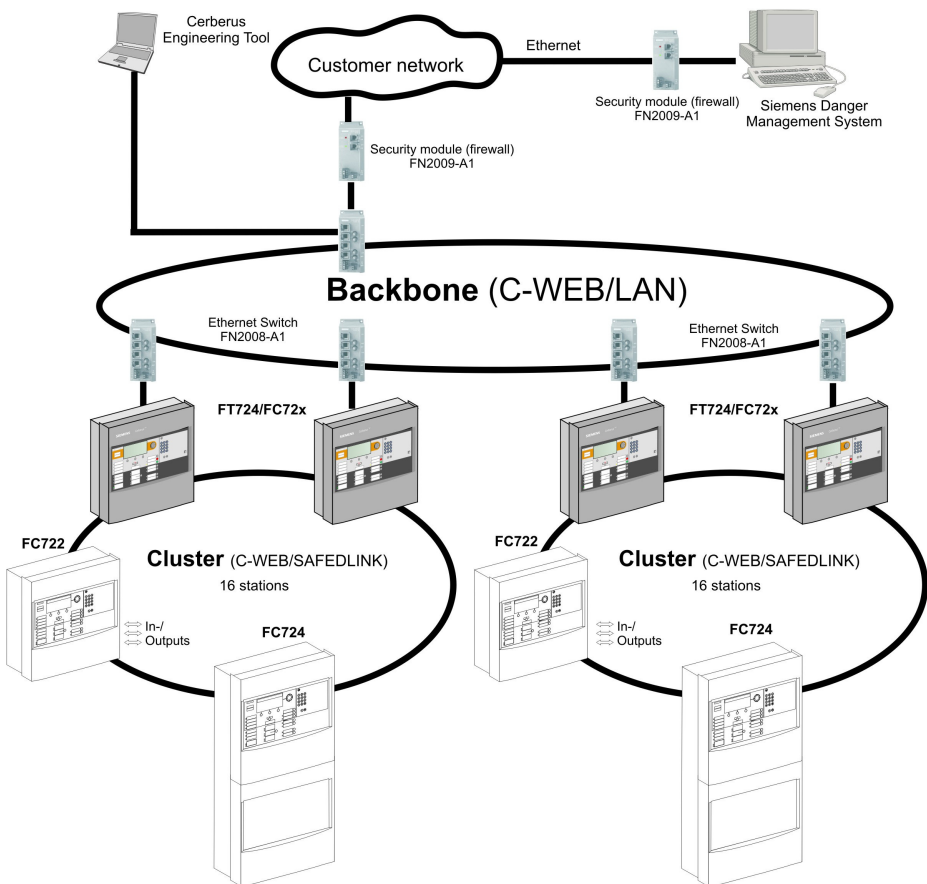 Cerberus
Engineering Tool
Customer network
Ethernet
Security module (firewall)
FN2009-A1
Siemens Danger
Management System
Security module (firewall)
FN2009-A1
Backbone (C-WEB/LAN)
Ethernet Switch
FN2008-A1
Ethernet Switch
FN2008-A1
FT724/FC72x
FT724/FC72x
FC722
Cluster (C-WEB/SAFEDLINK)
16 stations
In-/
Outputs
FC724
FC722
Cluster (C-WEB/SAFEDLINK)
16 stations
In-/
Outputs
FC724